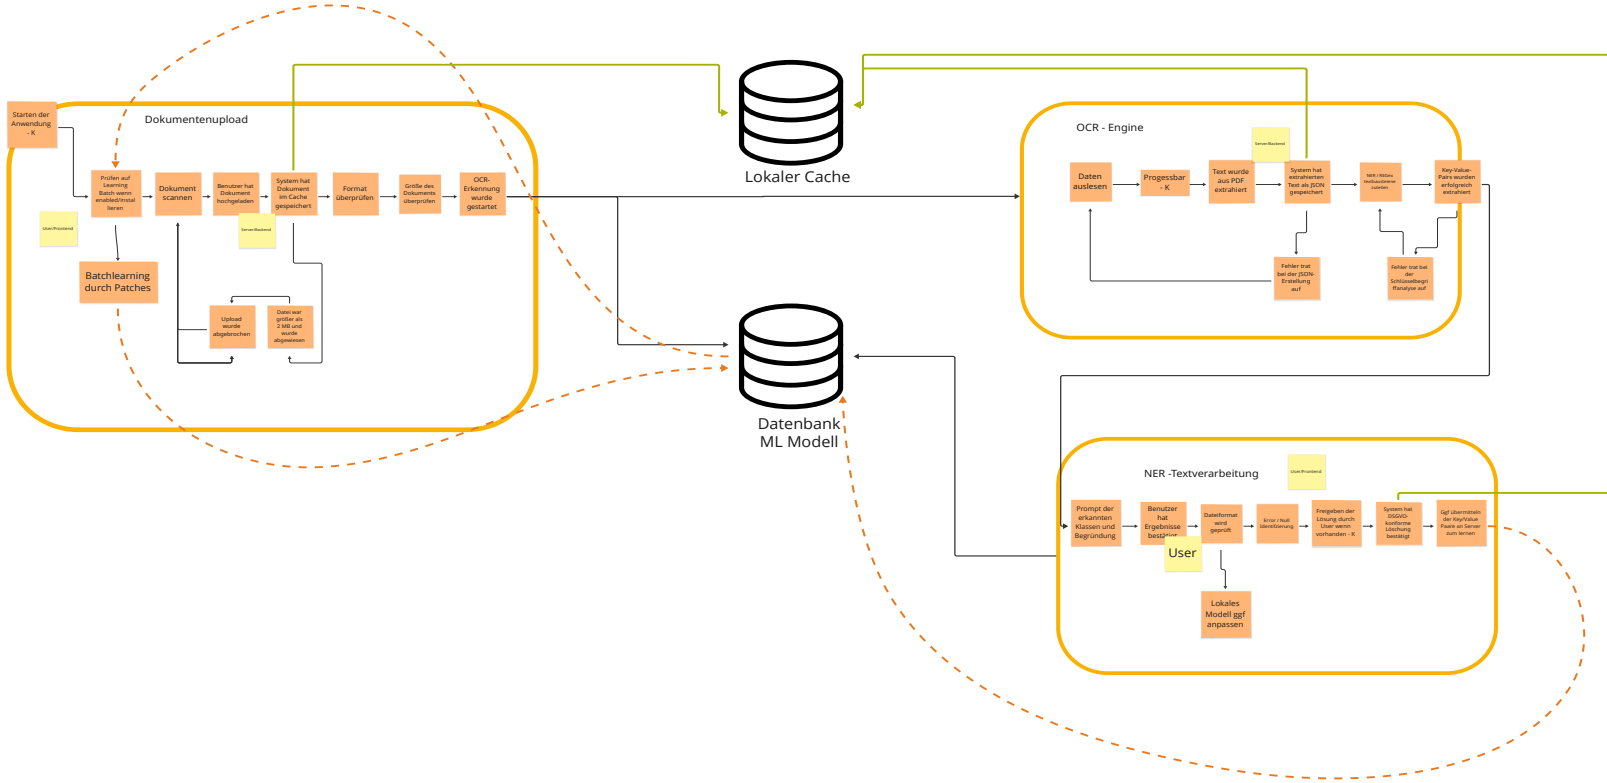 Starten der
Anwendung
- K
Dokumentenupload
Prüfen auf
Learning
Batch wenn
enabled/instal
lieren
Dokument
scannen
Benutzer hat
Dokument
hochgeladen
System hat
Dokument
im Cache
gespeichert
Format
überprüfen
Größe des
Dokuments
überprüfen
OCR-
Erkennung
wurde
gestartet
User/Frontend
Server/Backend
Batchlearning
durch Patches
Upload
wurde
abgebrochen
Datei war
größer als
2 MB und
wurde
abgewiesen
Lokaler Cache
Datenbank
ML Modell
OCR - Engine
Server/Backend
Daten
auslesen
Progessbar
- K
Text wurde
aus PDF
extrahiert
System hat
extrahierten
Text als JSON
gespeichert
NER / REGex
textbausteine
zuteilen
Key-Value-
Pairs wurden
erfolgreich
extrahiert
Fehler trat
bei der JSON-
Erstellung
auf
Fehler trat bei
der
Schlüsselbegri
ffanalyse auf
NER -Textverarbeitung
User/Frontend
Prompt der
erkannten
Klassen und
Begründung
Benutzer
hat
Ergebnisse
bestätigt
User
Dateiformat
wird
geprüft
Error / Null
Identifizierung
Freigeben der
Lösung durch
User wenn
vorhanden - K
System hat
DSGVO-
konforme
Löschung
bestätigt
Ggf übermitteln
der Key/Value
Paare an Server
zum lernen
Lokales
Modell ggf
anpassen